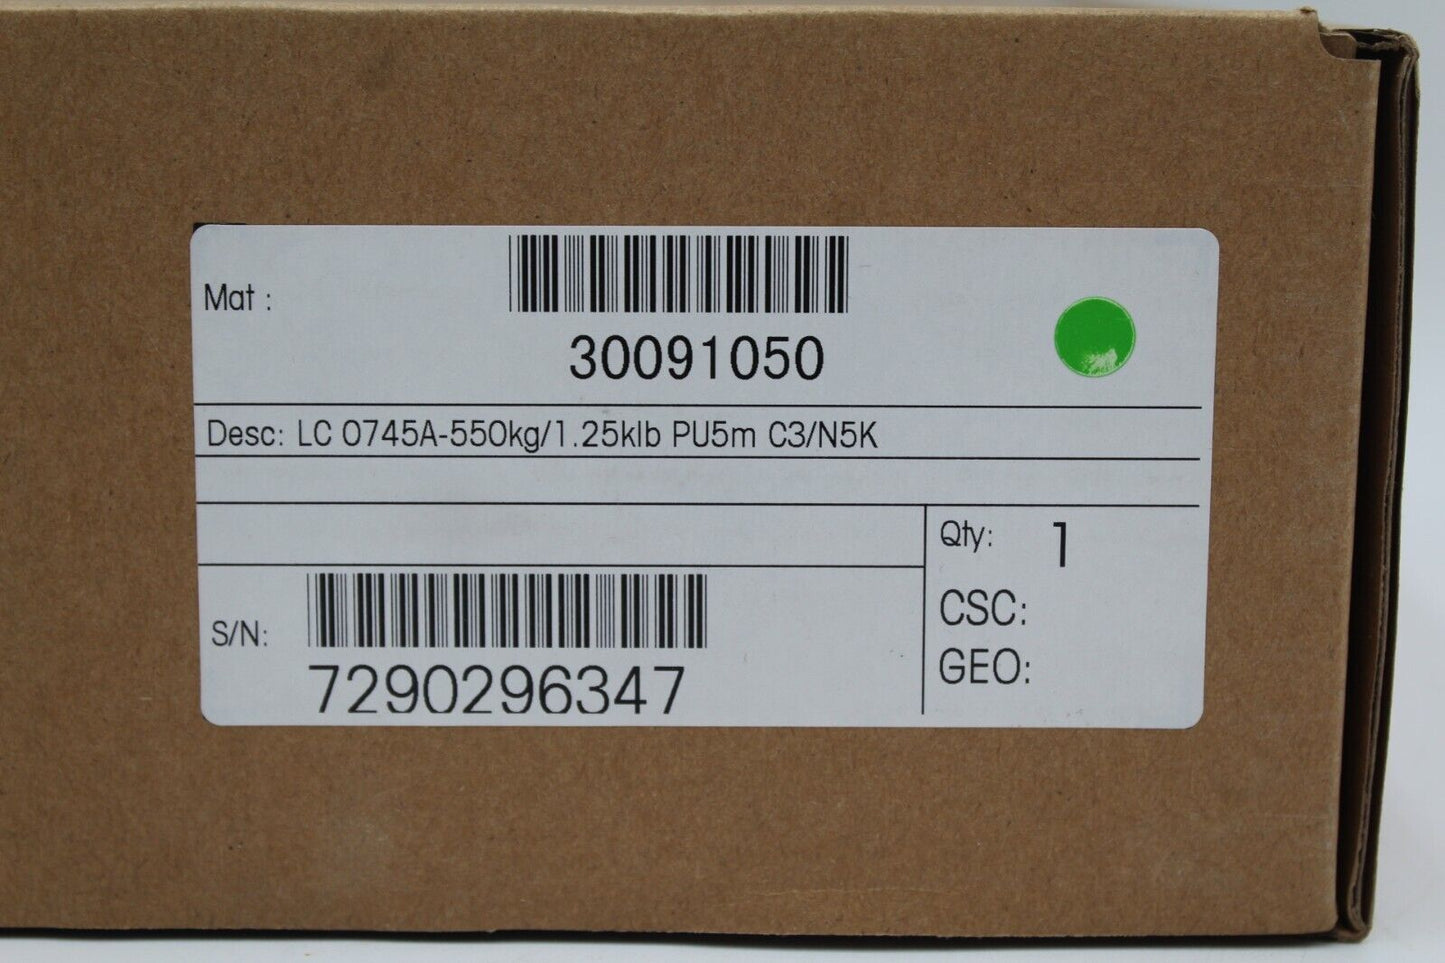 Mat :
30091050
Desc: LC 0745A-550kg/1.25klb PU5m C3/N5K
Qty: 1
CSC:
GEO:
S/N:
7290296347